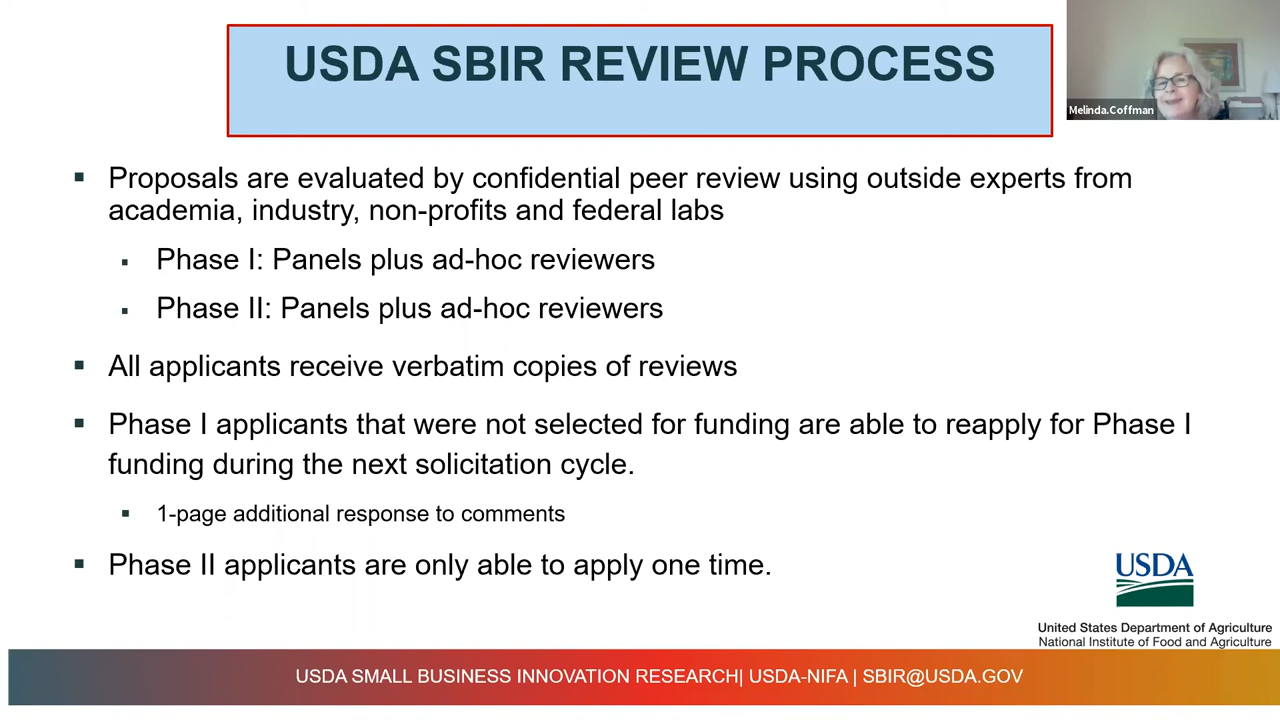 USDA SBIR REVIEW PROCESS
Melinda.Coffman
Proposals are evaluated by confidential peer review using outside experts from
academia, industry, non-profits and federal labs
Phase I: Panels plus ad-hoc reviewers
Phase II: Panels plus ad-hoc reviewers
All applicants receive verbatim copies of reviews
Phase I applicants that were not selected for funding are able to reapply for Phase I
funding during the next solicitation cycle.
1-page additional response to comments
Phase II applicants are only able to apply one time.
USDA
United States Department of Agriculture
National Institute of Food and Agriculture
USDA SMALL BUSINESS INNOVATION RESEARCH| USDA-NIFA | SBIR@USDA.GOV